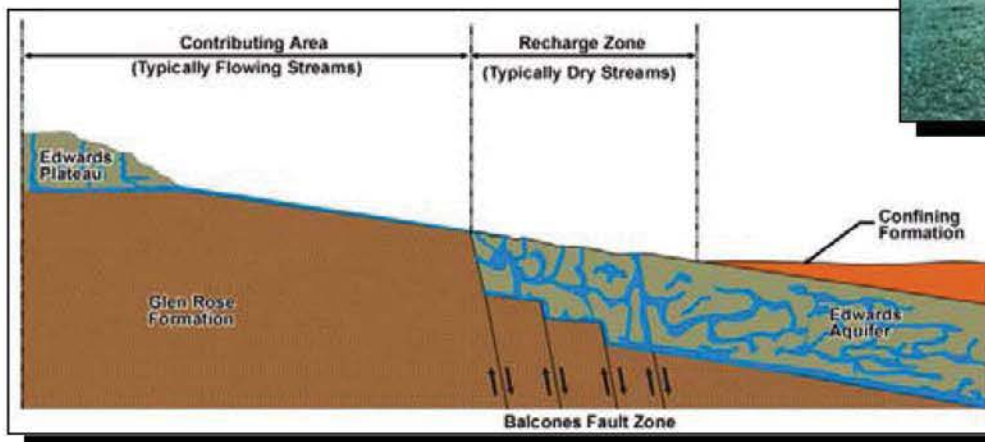 Contributing Area
(Typically Flowing Streams)
Recharge Zone
(Typically Dry Streams)
Edwards
Plateau
Confining
Formation
Glen Rose
Formation
Edwards
Aquifer
Balcones Fault Zone